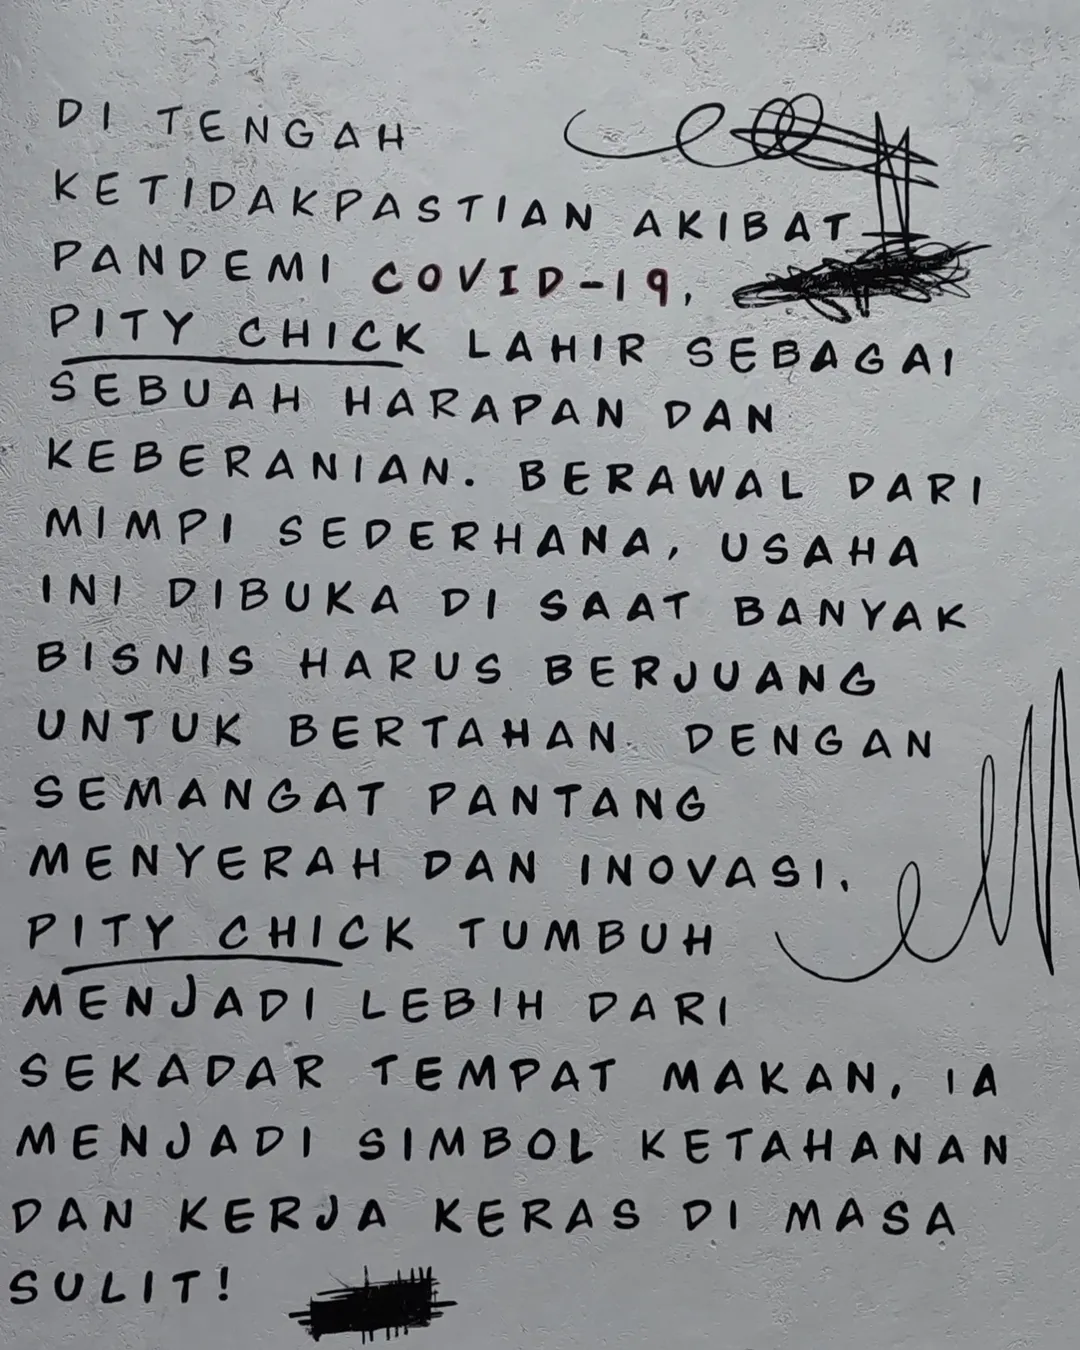 DI TENGAH
KETIDAKPASTIAN AKIBAT
PANDEMI COVID-19,
PITY CHICK LAHIR SEBAGAI
SEBUAH HARAPAN DAN
KEBERANIAN. BERAWAL DARI
MIMPI SEDERHANA, USAHA
INI DIBUKA DI SAAT BANYAK
BISNIS HARUS BERJUANG
UNTUK BERTAHAN. DENGAN
SEMANGAT PANTANG
MENYERAH DAN INOVASI,
PITY CHICK TUMBUH
MENJADI LEBIH DARI
SEKADAR TEMPAT MAKAN, IA
MENJADI SIMBOL KETAHANAN
DAN KERJA KERAS DI MASA
SULIT!